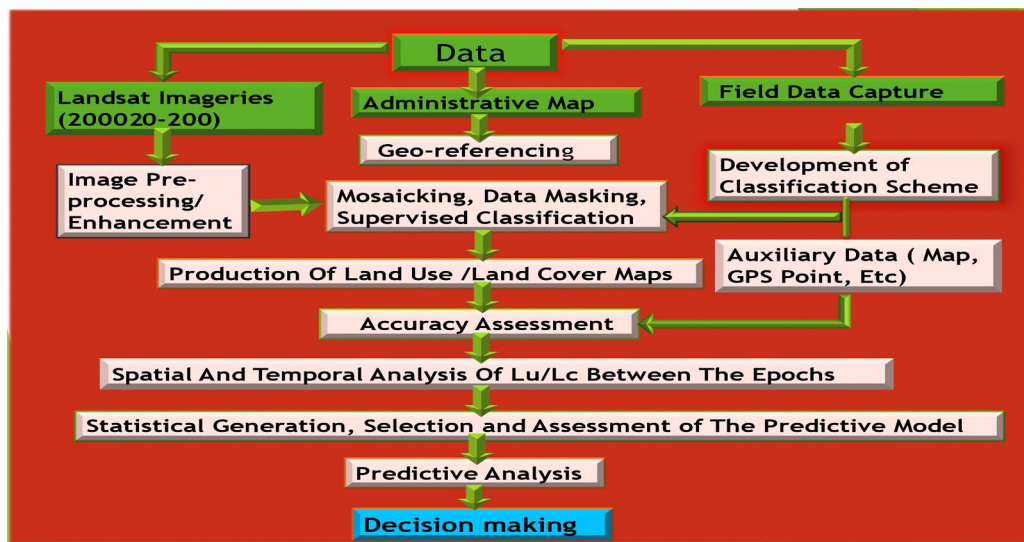 Data
Landsat Imageries
(200020-200)
Administrative Map
Field Data Capture
Geo-referencing
Image Pre-
processing/
Enhancement
Mosaicking, Data Masking,
Supervised Classification
Development of
Classification Scheme
Auxiliary Data ( Map,
GPS Point, Etc)
Production Of Land Use /Land Cover Maps
Accuracy Assessment
Spatial And Temporal Analysis Of Lu/Lc Between The Epochs
Statistical Generation, Selection and Assessment of The Predictive Model
Predictive Analysis
Decision making